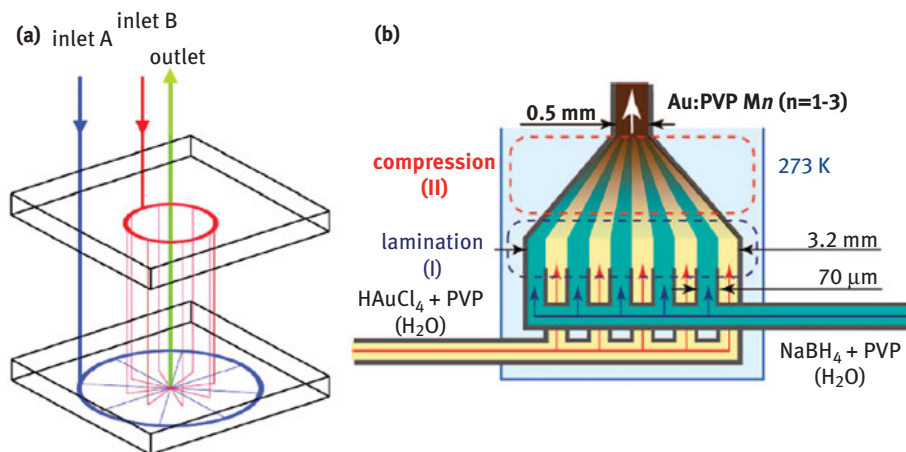 (a)
inlet A
inlet B
outlet
(b)
Au:PVP Mn (n=1-3)
0.5 mm
compression
(II)
273 K
lamination
(I)
3.2 mm
HAuCl₄ + PVP
(H₂O)
70 µm
NaBH₄ + PVP
(H₂O)